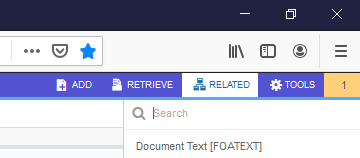 ADD RETRIEVE RELATED TOOLS 1
Search
Document Text [FOATEXT]